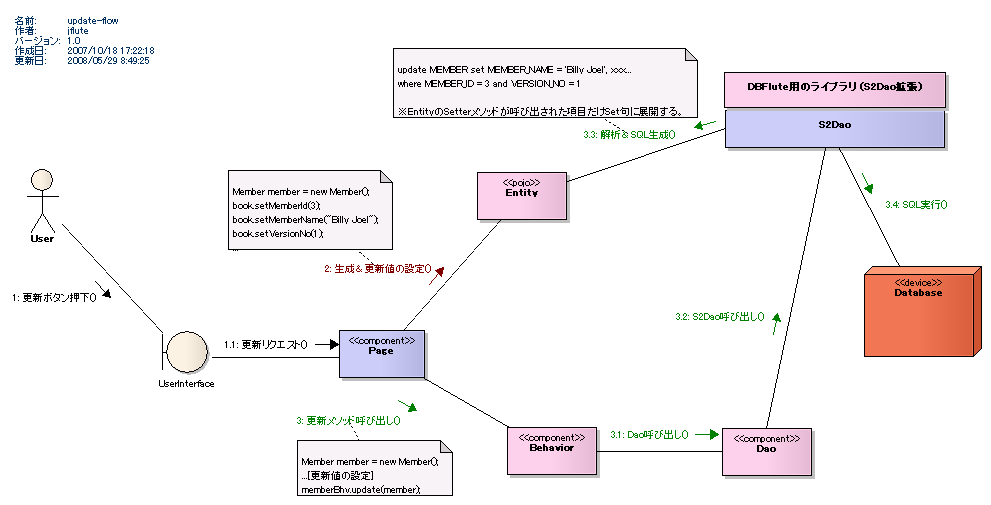 名前: update-flow
作者: jflute
バージョン: 1.0
作成日: 2007/10/18 17:22:18
更新日: 2008/05/29 8:49:25
update MEMBER set MEMBER_NAME = 'Billy Joel', xxx...
where MEMBER_ID = 3 and VERSION_NO = 1
※EntityのSetterメソッドが呼び出された項目だけSet句に展開する。
DBFlute用のライブラリ(S2Dao拡張)
S2Dao
3.3: 解析＆SQL生成()
Member member = new Member();
book.setMemberId(3);
book.setMemberName("Billy Joel");
book.setVersionNo(1);
...
<<pojo>>
Entity
User
3.4: SQL実行()
2: 生成＆更新値の設定()
<<device>>
Database
1: 更新ボタン押下()
3.2: S2Dao呼び出し()
1.1: 更新リクエスト()
<<component>>
Page
UserInterface
3: 更新メソッド呼び出し()
3.1: Dao呼び出し()
<<component>>
Behavior
<<component>>
Dao
Member member = new Member();
...[更新値の設定]
memberBhv.update(member);